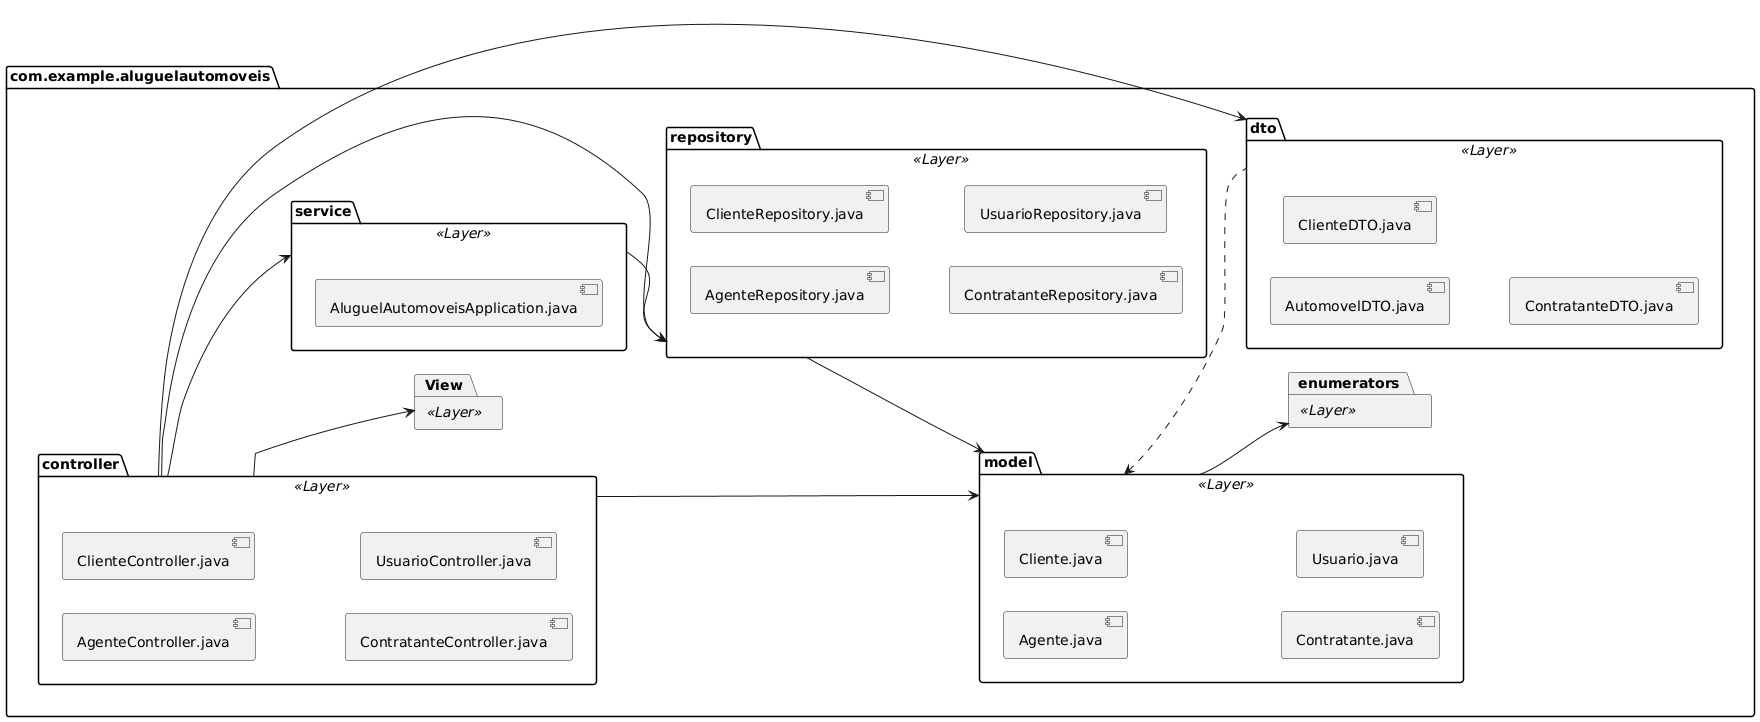 com.example.aluguelautomoveis
dto
«Layer»
ClienteDTO.java
AutomovelDTO.java
ContratanteDTO.java
repository
«Layer»
ClienteRepository.java
UsuarioRepository.java
AgenteRepository.java
ContratanteRepository.java
service
«Layer»
AluguelAutomoveisApplication.java
View
«Layer»
enumerators
«Layer»
controller
«Layer»
ClienteController.java
UsuarioController.java
AgenteController.java
ContratanteController.java
model
«Layer»
Cliente.java
Usuario.java
Agente.java
Contratante.java